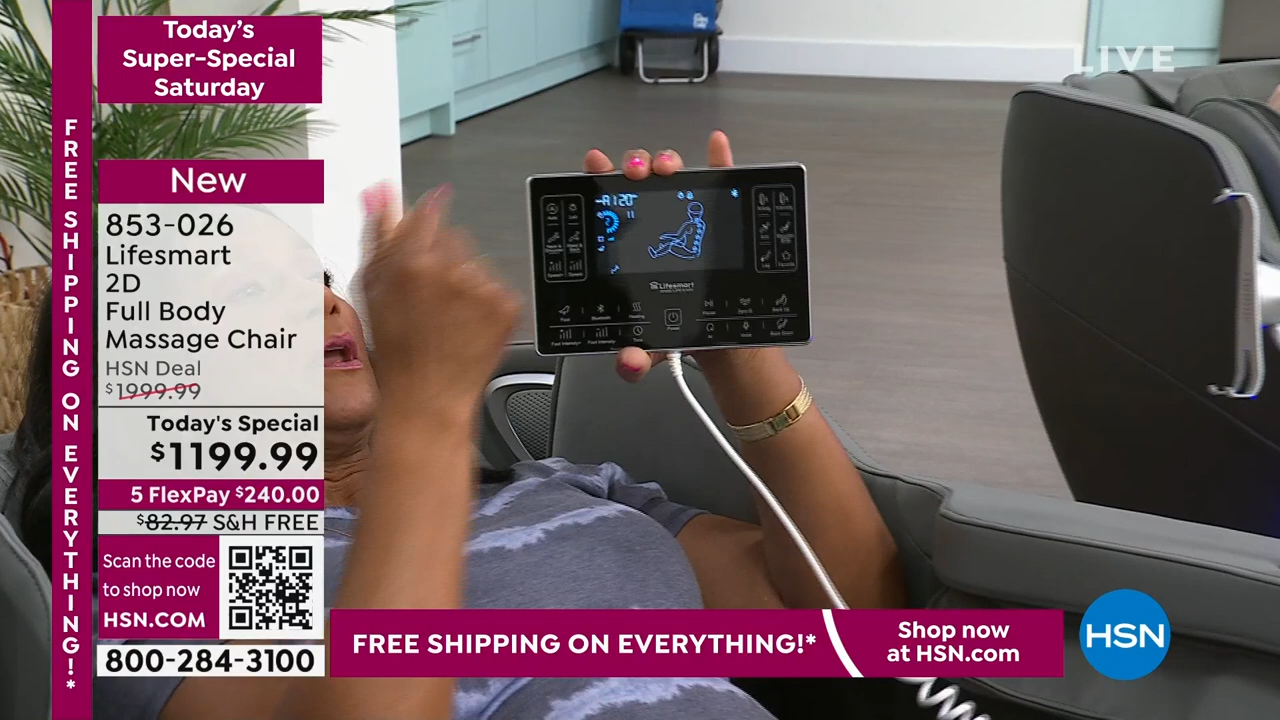 Today's
Super-Special
Saturday
FREE SHIPPING ON EVERYTHING!*
New
853-026
Lifesmart
2D
Full Body
Massage Chair
HSN Deal
$1999.99
Today's Special
$1199.99
5 FlexPay $240.00
$82.97 S&H FREE
Scan the code
to shop now
HSN.COM
800-284-3100
LIVE
Lifesmart
Power
FREE SHIPPING ON EVERYTHING!*
Shop now
at HSN.com
HSN